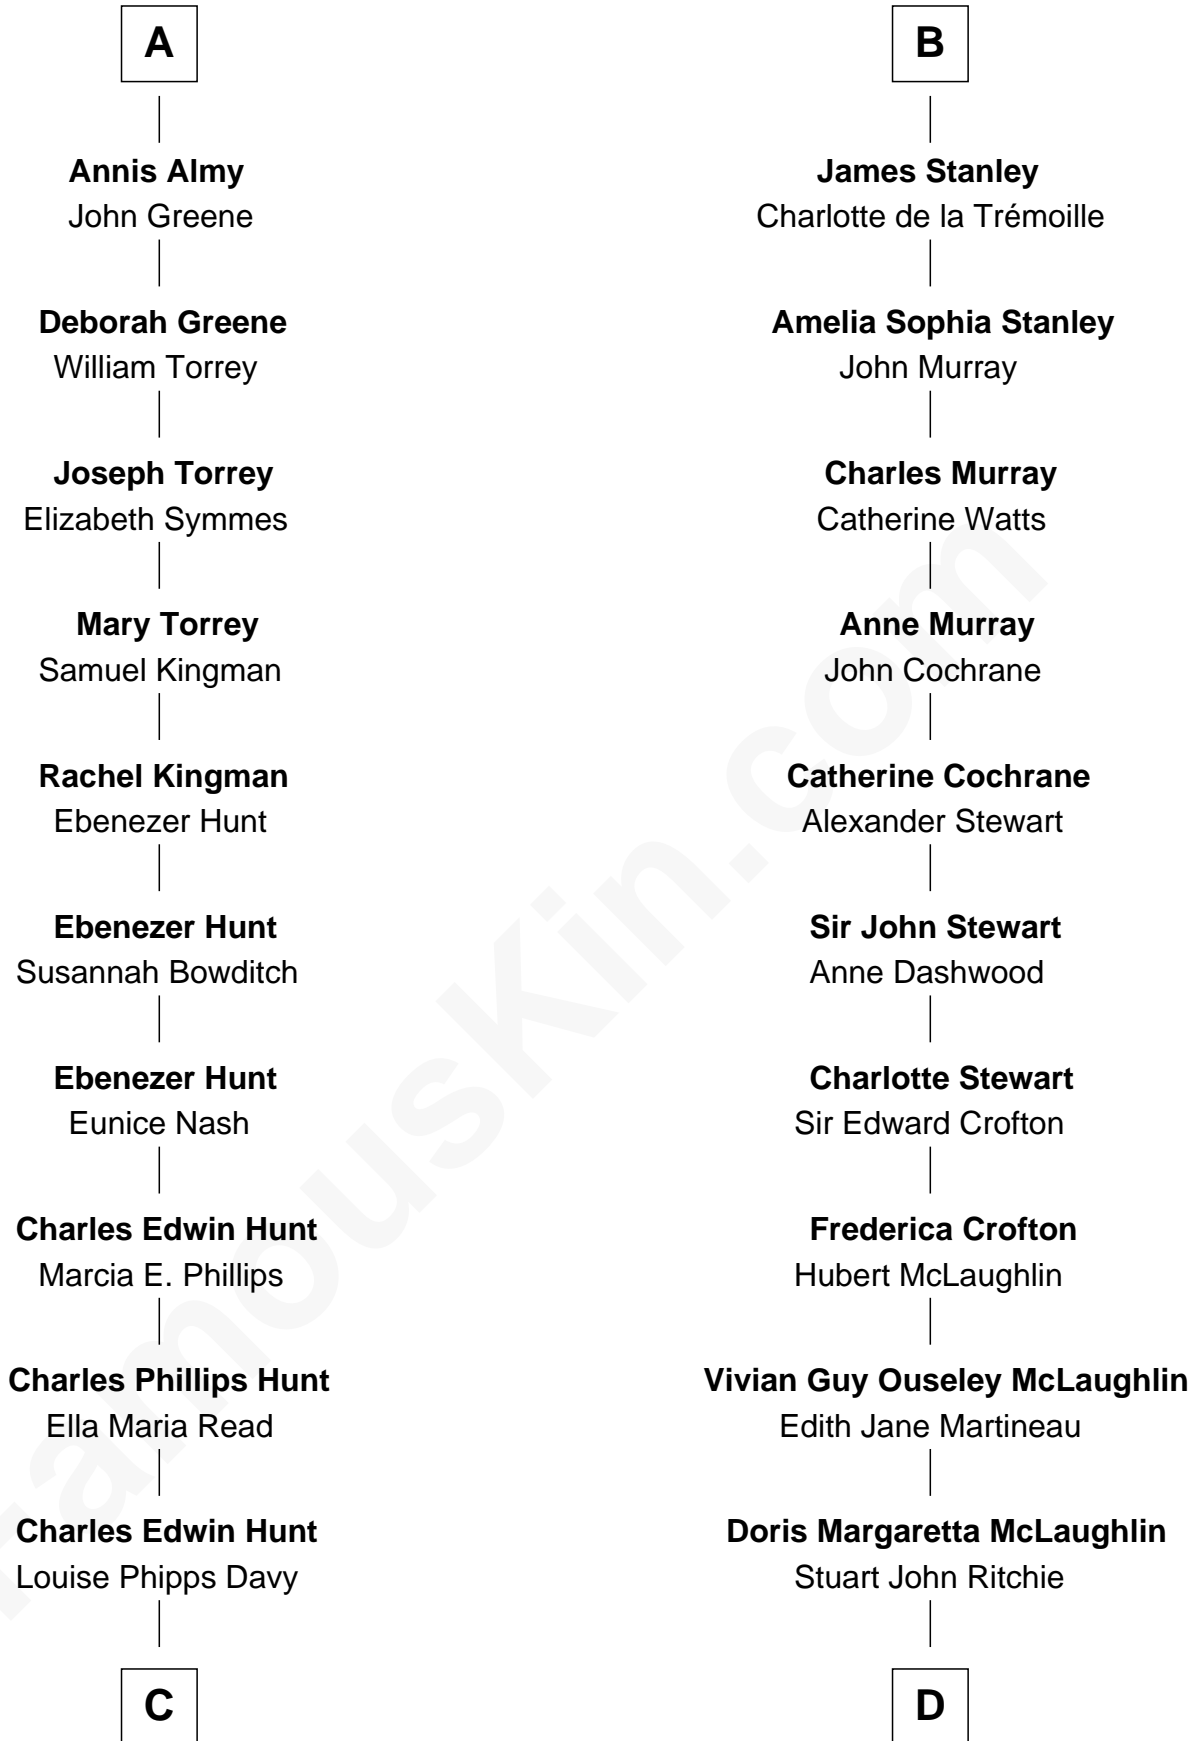 A
Annis Almy
John Greene
Deborah Greene
William Torrey
Joseph Torrey
Elizabeth Symmes
Mary Torrey
Samuel Kingman
Rachel Kingman
Ebenezer Hunt
Ebenezer Hunt
Susannah Bowditch
Ebenezer Hunt
Eunice Nash
Charles Edwin Hunt
Marcia E. Phillips
Charles Phillips Hunt
Ella Maria Read
Charles Edwin Hunt
Louise Phipps Davy
C
B
James Stanley
Charlotte de la Trémoille
Amelia Sophia Stanley
John Murray
Charles Murray
Catherine Watts
Anne Murray
John Cochrane
Catherine Cochrane
Alexander Stewart
Sir John Stewart
Anne Dashwood
Charlotte Stewart
Sir Edward Crofton
Frederica Crofton
Hubert McLaughlin
Vivian Guy Ouseley McLaughlin
Edith Jane Martineau
Doris Margaretta McLaughlin
Stuart John Ritchie
D
FamousKin.com